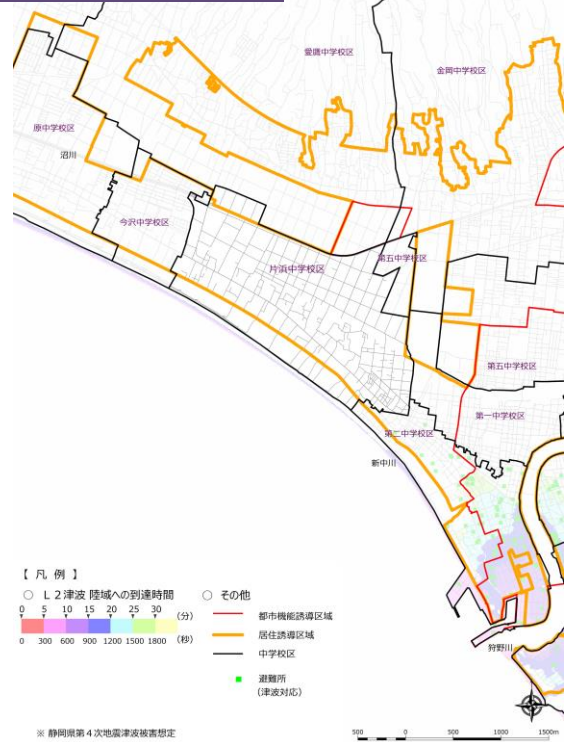 愛鷹中学校区
金岡中学校区
原中学校区
沼川
今沢中学校区
片浜中学校区
第五中学校区
第五中学校区
第一中学校区
第二中学校区
新中川
狩野川
【 凡 例 】
○ L２津波 陸域への到達時間
0 5 10 15 20 25 30 (分)
0 300 600 900 1200 1500 1800 (秒)
○ その他
都市機能誘導区域
居住誘導区域
中学校区
避難所
(津波対応)
※ 静岡県第４次地震津波被害想定
500 0 500 1000 1500m